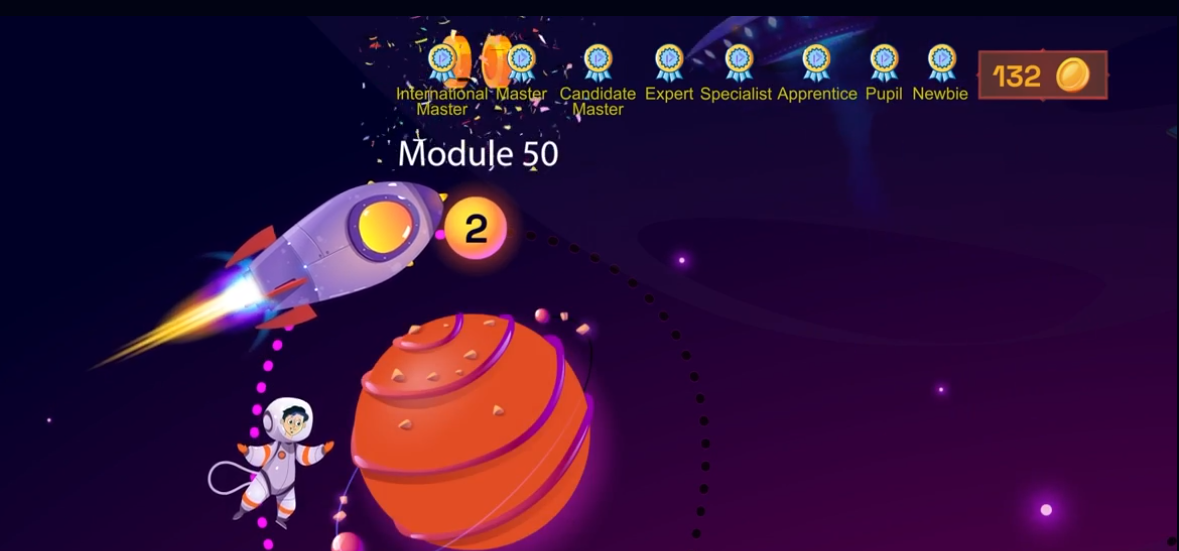 International Master Candidate Expert Specialist Apprentice Pupil Newbie 132
Master Master
Module 50
2